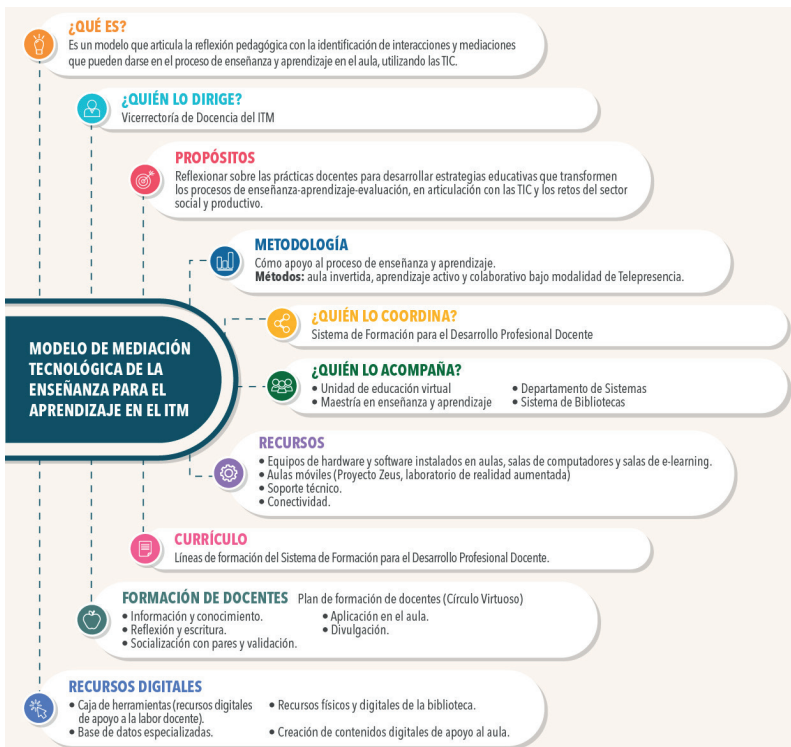 ¿QUÉ ES?
Es un modelo que articula la reflexión pedagógica con la identificación de interacciones y mediaciones
que pueden darse en el proceso de enseñanza y aprendizaje en el aula, utilizando las TIC.
¿QUIÉN LO DIRIGE?
Vicerrectoría de Docencia del ITM
PROPÓSITOS
Reflexionar sobre las prácticas docentes para desarrollar estrategias educativas que transformen
los procesos de enseñanza-aprendizaje-evaluación, en articulación con las TIC y los retos del sector
social y productivo.
METODOLOGÍA
Cómo apoyo al proceso de enseñanza y aprendizaje.
Métodos: aula invertida, aprendizaje activo y colaborativo bajo modalidad de Telepresencia.
¿QUIÉN LO COORDINA?
Sistema de Formación para el Desarrollo Profesional Docente
MODELO DE MEDIACIÓN
TECNOLÓGICA DE LA
ENSEÑANZA PARA EL
APRENDIZAJE EN EL ITM
¿QUIÉN LO ACOMPAÑA?
• Unidad de educación virtual
• Maestría en enseñanza y aprendizaje
• Departamento de Sistemas
• Sistema de Bibliotecas
RECURSOS
• Equipos de hardware y software instalados en aulas, salas de computadores y salas de e-learning.
• Aulas móviles (Proyecto Zeus, laboratorio de realidad aumentada)
• Soporte técnico.
• Conectividad.
CURRÍCULO
Líneas de formación del Sistema de Formación para el Desarrollo Profesional Docente.
FORMACIÓN DE DOCENTES Plan de formación de docentes (Círculo Virtuoso)
• Información y conocimiento.
• Reflexión y escritura.
• Socialización con pares y validación.
• Aplicación en el aula.
• Divulgación.
RECURSOS DIGITALES
• Caja de herramientas (recursos digitales
de apoyo a la labor docente).
• Base de datos especializadas.
• Recursos físicos y digitales de la biblioteca.
• Creación de contenidos digitales de apoyo al aula.